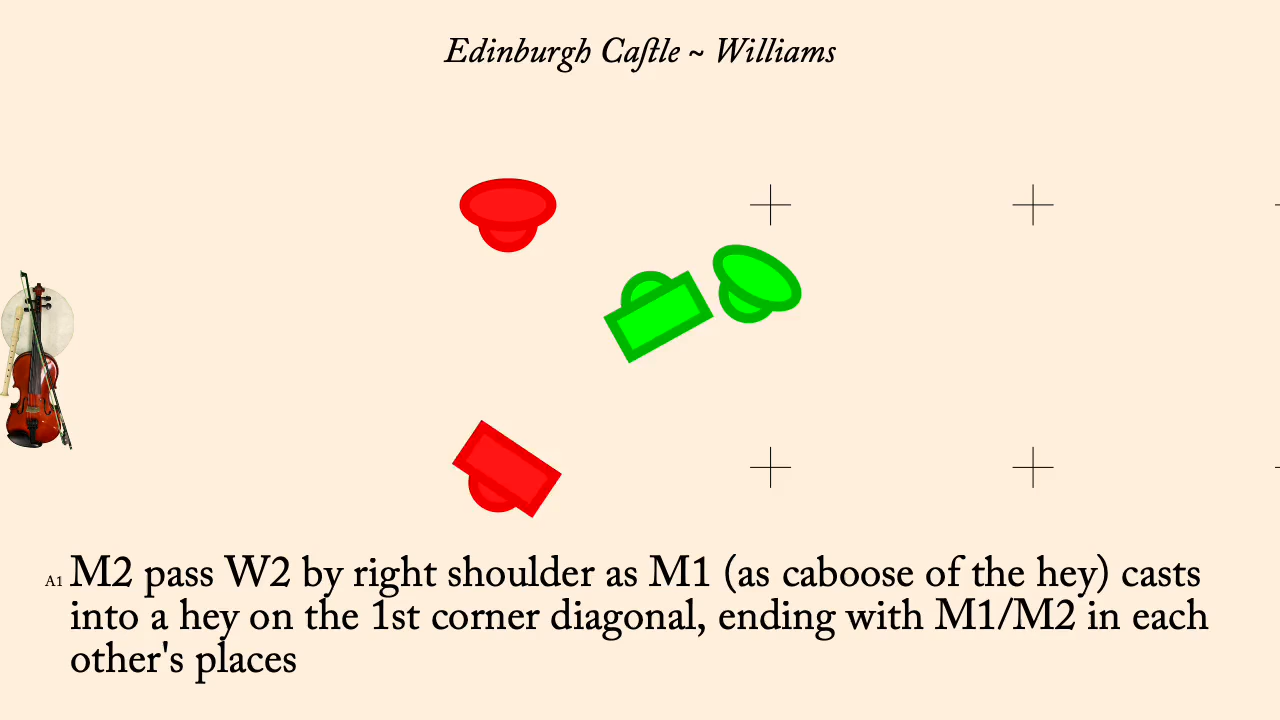 Edinburgh Caſtle ~ Williams
A1 M2 pass W2 by right shoulder as M1 (as caboose of the hey) casts
into a hey on the 1st corner diagonal, ending with M1/M2 in each
other's places